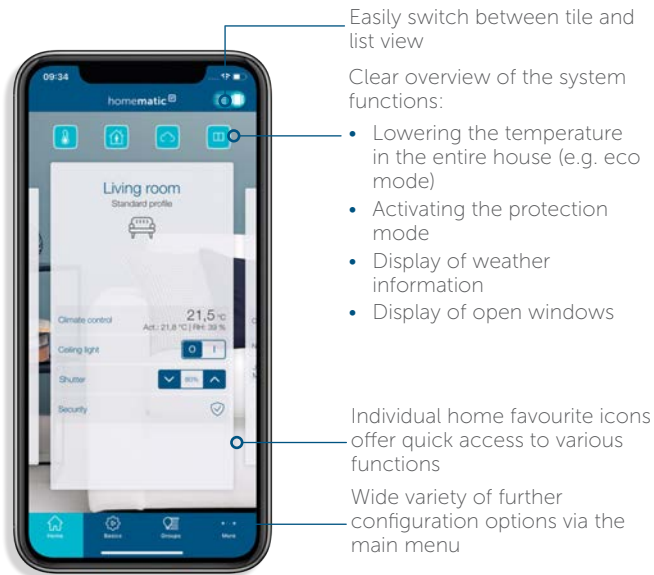 Easily switch between tile and
list view
Clear overview of the system
functions:
• Lowering the temperature
in the entire house (e.g. eco
mode)
• Activating the protection
mode
• Display of weather
information
• Display of open windows
Individual home favourite icons
offer quick access to various
functions
Wide variety of further
configuration options via the
main menu
09:34
homematic IP
Living room
Standard profile
Climate control 21,5 °C
Act.: 21,8 °C | RH: 39 %
Ceiling light O I
Shutter 80%
Security
Home Basics Groups More